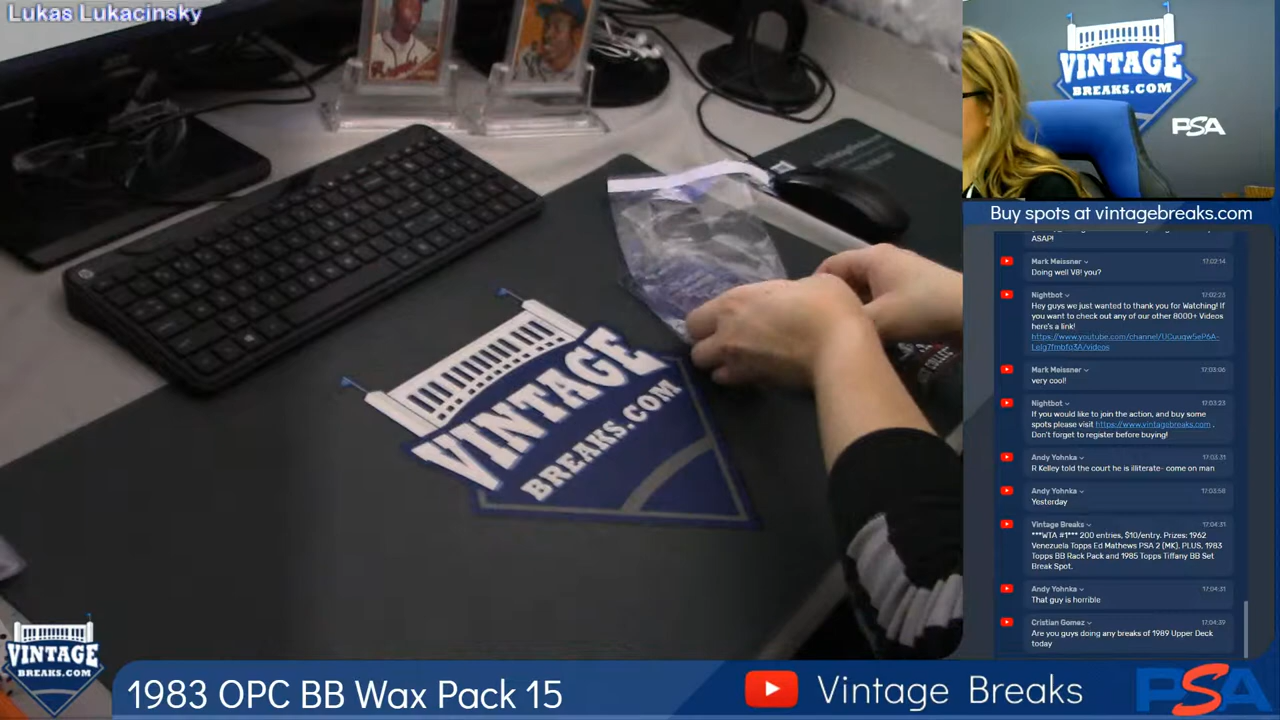 Lukas Lukacinsky
VINTAGE
BREAKS.COM
PSA
Buy spots at vintagebreaks.com
ASAP!
Mark Meissner
17:02:14
Doing well VB! you?
Nightbot
17:02:23
Hey guys we just wanted to thank you for Watching! If
you want to check out any of our other 8000+ Videos
here's a link!
Mark Meissner
17:03:06
very cool!
Nightbot
17:03:23
If you would like to join the action, and buy some
spots please visit https://www.vintagebreaks.com .
Don't forget to register before buying!
Andy Yohnka
17:03:31
R Kelley told the court he is illiterate- come on man
Andy Yohnka
17:03:58
Yesterday
Vintage Breaks
17:04:31
***WTA #1*** 200 entries, $10/entry. Prizes: 1962
Venezuela Topps Ed Mathews PSA 2 (MK). PLUS, 1983
Topps BB Rack Pack and 1985 Topps Tiffany BB Set
Break Spot.
Andy Yohnka
17:04:31
That guy is horrible
Cristian Gomez
17:04:39
Are you guys doing any breaks of 1989 Upper Deck
today
VINTAGE
BREAKS.COM
VINTAGE
BREAKS.COM
1983 OPC BB Wax Pack 15
Vintage Breaks
PSA